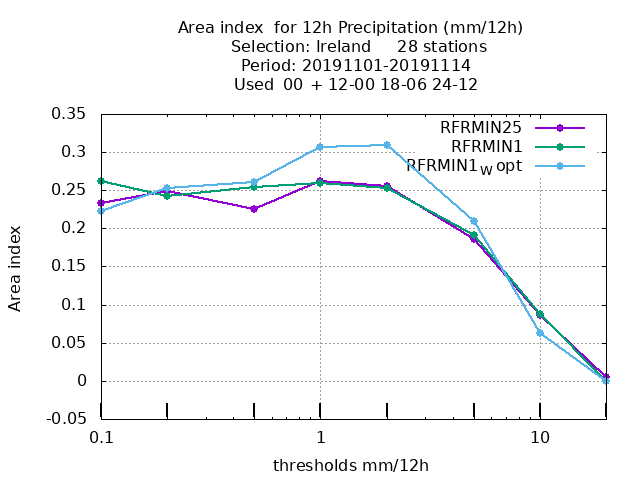 Area index  for 12h Precipitation (mm/12h)
Selection: Ireland     28 stations
Period: 20191101-20191114
Used  00  + 12-00 18-06 24-12
RFRMIN25
RFRMIN1
RFRMIN1w opt
0.35
0.3
0.25
0.2
0.15
0.1
0.05
0
-0.05
Area index
0.1 1 10
thresholds mm/12h